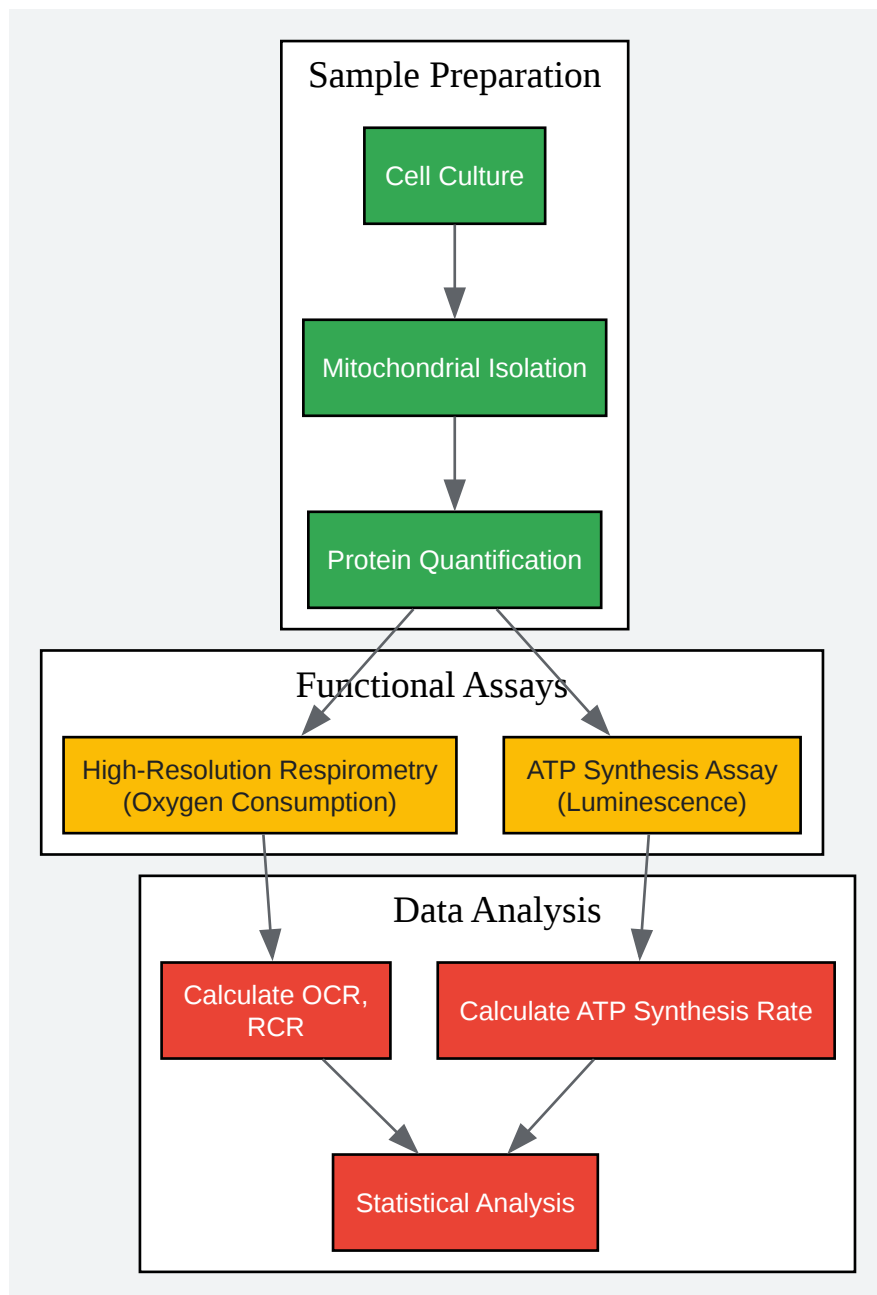 Sample Preparation
Cell Culture
Mitochondrial Isolation
Protein Quantification
Functional Assays
High-Resolution Respirometry
(Oxygen Consumption)
ATP Synthesis Assay
(Luminescence)
Data Analysis
Calculate OCR,
RCR
Calculate ATP Synthesis Rate
Statistical Analysis